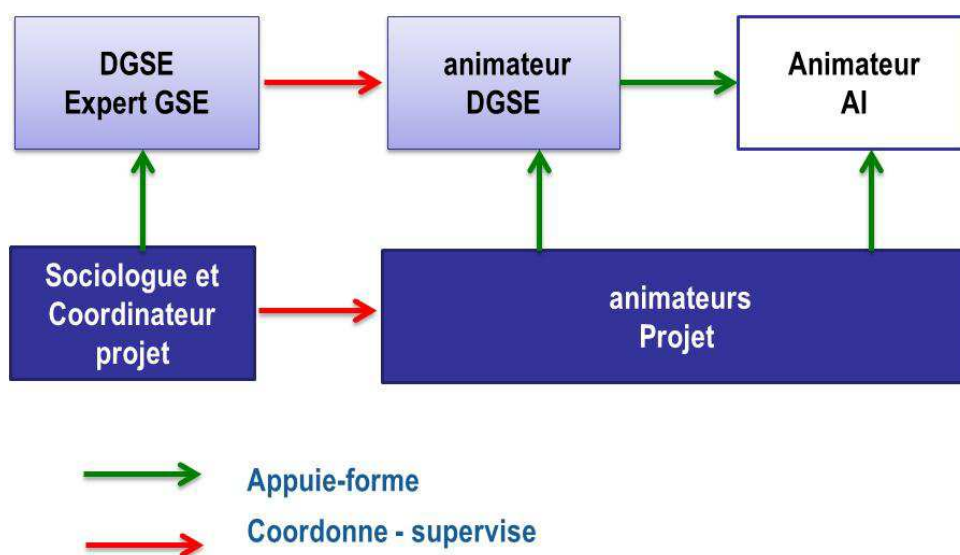 DGSE
Expert GSE
animateur
DGSE
Animateur
AI
Sociologue et
Coordinateur
projet
animateurs
Projet
Appuie-forme
Coordonne - supervise